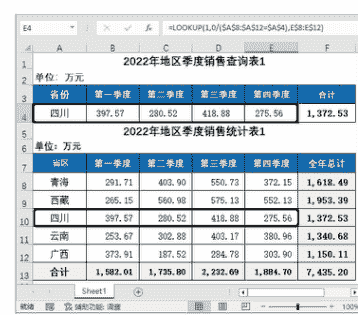 E4 fx =LOOKUP(1,0/($A$8:$A$12=$A$4),E$8:E$12)
A B C D E F
1 2022年地区季度销售查询表1
2 单位：万元
3 省份 第一季度 第二季度 第三季度 第四季度 合计
4 四川 397.57 280.52 418.88 275.56 1,372.53
5 2022年地区季度销售统计表1
6 单位：万元
7 省区 第一季度 第二季度 第三季度 第四季度 全年总计
8 青海 291.71 403.90 550.73 372.15 1,618.49
9 西藏 265.15 560.98 575.13 552.13 1,953.39
10 四川 397.57 280.52 418.88 275.56 1,372.53
11 云南 253.67 302.88 403.17 380.96 1,340.68
12 广西 373.91 187.52 284.78 303.90 1,150.11
13 合计 1,582.01 1,735.80 2,232.69 1,884.70 7,435.20
Sheet1
就绪 辅助功能: 调查 100%